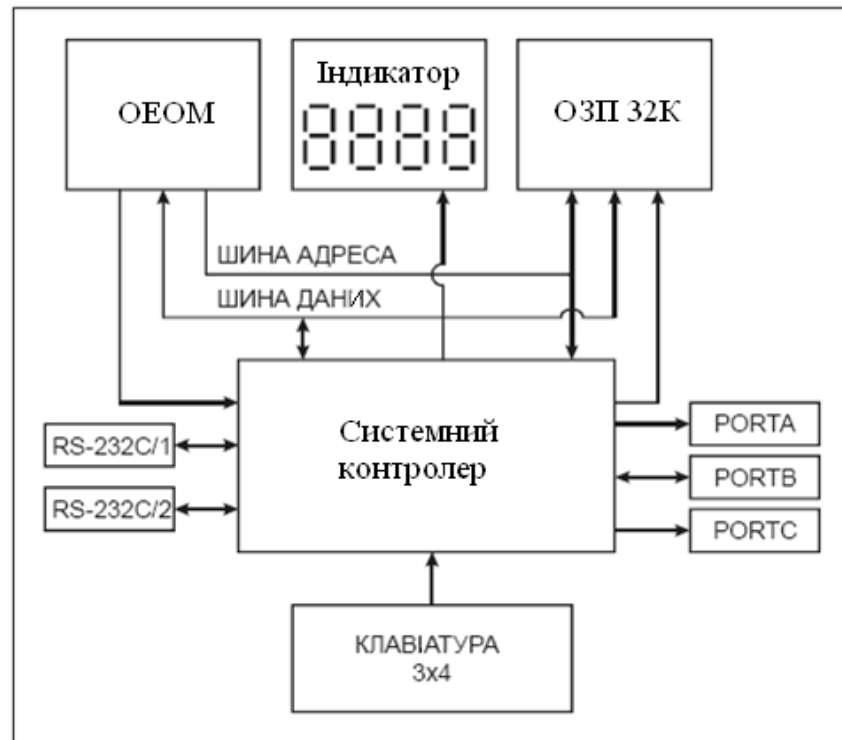 ОЕОМ
Індикатор
ОЗП 32К
ШИНА АДРЕСА
ШИНА ДАНИХ
Системний
контролер
RS-232C/1
RS-232C/2
PORTA
PORTB
PORTC
КЛАВІАТУРА
3x4